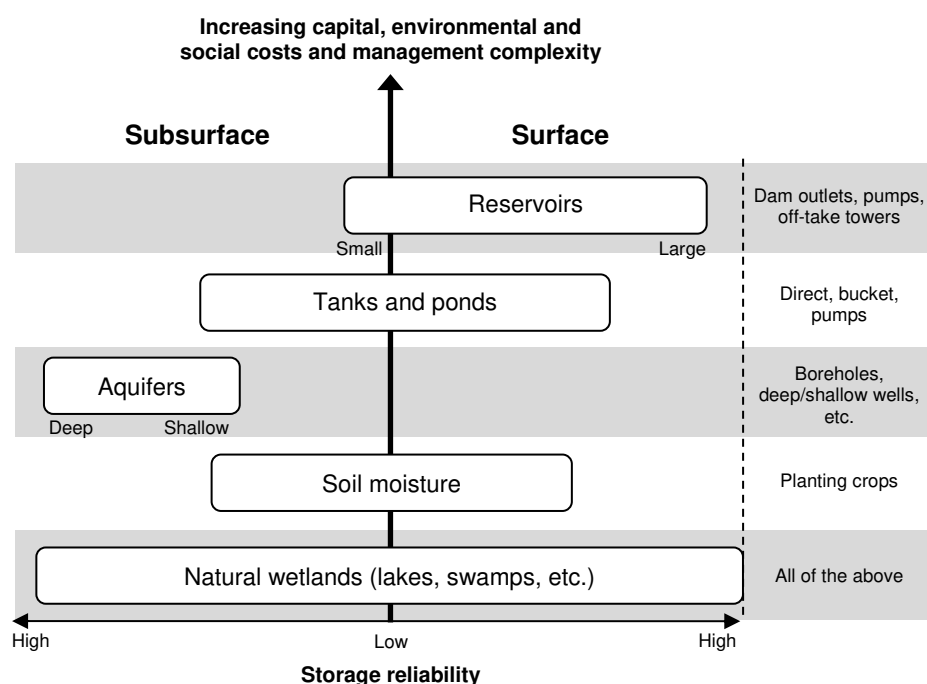 Increasing capital, environmental and
social costs and management complexity
Subsurface
Surface
Reservoirs
Small
Large
Dam outlets, pumps,
off-take towers
Tanks and ponds
Direct, bucket,
pumps
Aquifers
Deep
Shallow
Boreholes,
deep/shallow wells,
etc.
Soil moisture
Planting crops
Natural wetlands (lakes, swamps, etc.)
All of the above
High
Low
High
Storage reliability